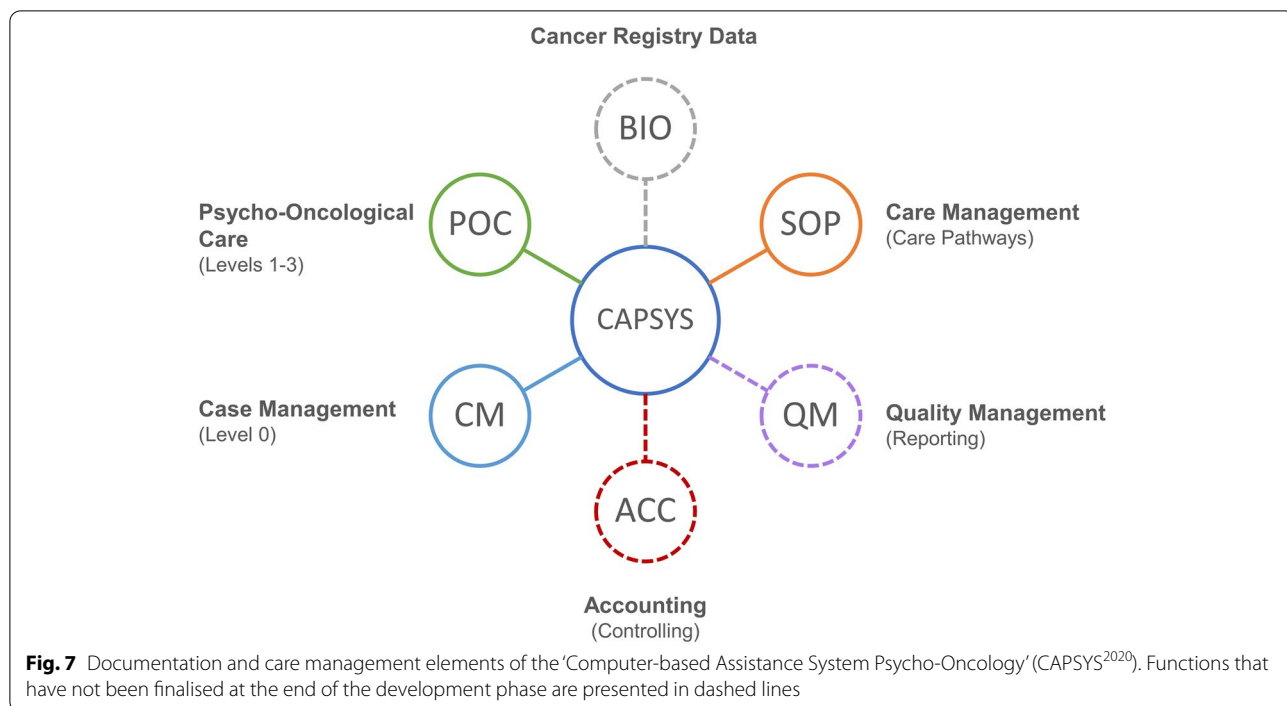 Cancer Registry Data
BIO
Psycho-Oncological
Care
(Levels 1-3)
POC
SOP
Care Management
(Care Pathways)
CAPSYS
Case Management
(Level 0)
CM
QM
Quality Management
(Reporting)
ACC
Accounting
(Controlling)
Fig. 7 Documentation and care management elements of the ‘Computer-based Assistance System Psycho-Oncology’ (CAPSYS2020). Functions that
have not been finalised at the end of the development phase are presented in dashed lines